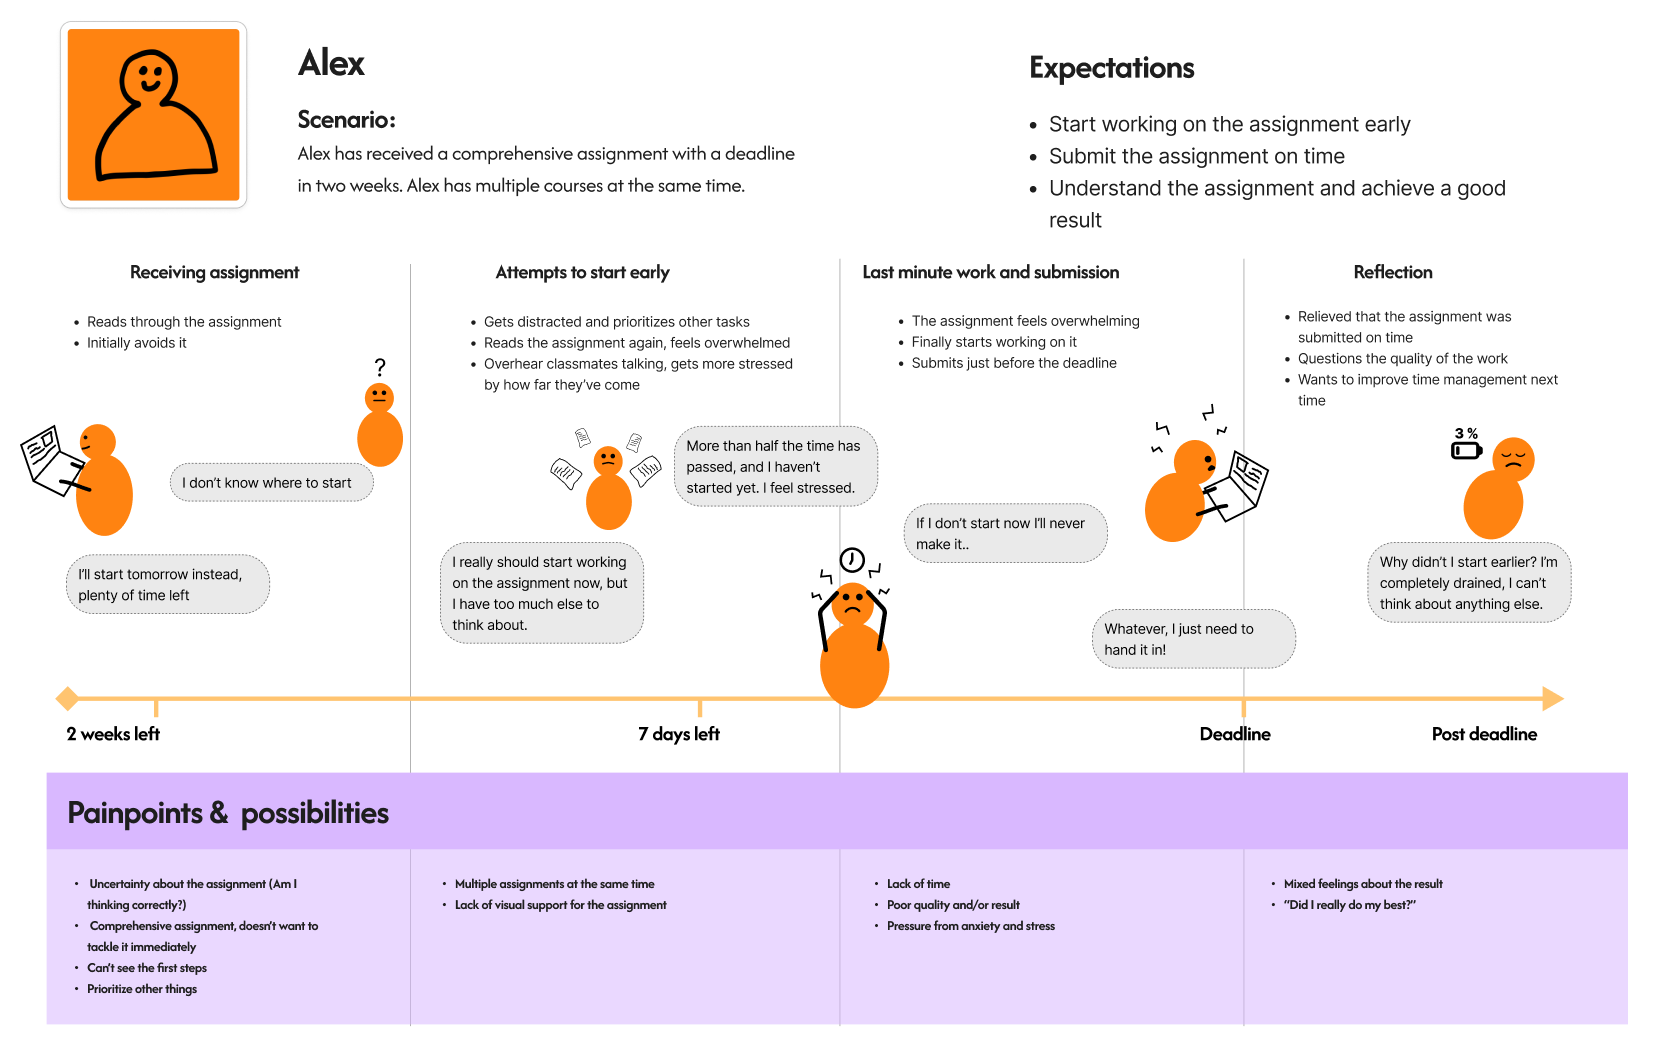 Alex
Scenario:
Alex has received a comprehensive assignment with a deadline
in two weeks. Alex has multiple courses at the same time.
Expectations
• Start working on the assignment early
• Submit the assignment on time
• Understand the assignment and achieve a good
result
Receiving assignment
• Reads through the assignment
• Initially avoids it
?
I don't know where to start
I'll start tomorrow instead,
plenty of time left
Attempts to start early
• Gets distracted and prioritizes other tasks
• Reads the assignment again, feels overwhelmed
• Overhear classmates talking, gets more stressed
by how far they've come
More than half the time has
passed, and I haven't
started yet. I feel stressed.
I really should start working
on the assignment now, but
I have too much else to
think about.
Last minute work and submission
• The assignment feels overwhelming
• Finally starts working on it
• Submits just before the deadline
If I don't start now I'll never
make it..
Whatever, I just need to
hand it in!
Reflection
• Relieved that the assignment was
submitted on time
• Questions the quality of the work
• Wants to improve time management next
time
3 %
Why didn't I start earlier? I'm
completely drained, I can't
think about anything else.
2 weeks left
7 days left
Deadline
Post deadline
Painpoints & possibilities
• Uncertainty about the assignment (Am I
thinking correctly?)
• Comprehensive assignment, doesn't want to
tackle it immediately
• Can't see the first steps
• Prioritize other things
• Multiple assignments at the same time
• Lack of visual support for the assignment
• Lack of time
• Poor quality and/or result
• Pressure from anxiety and stress
• Mixed feelings about the result
• "Did I really do my best?"